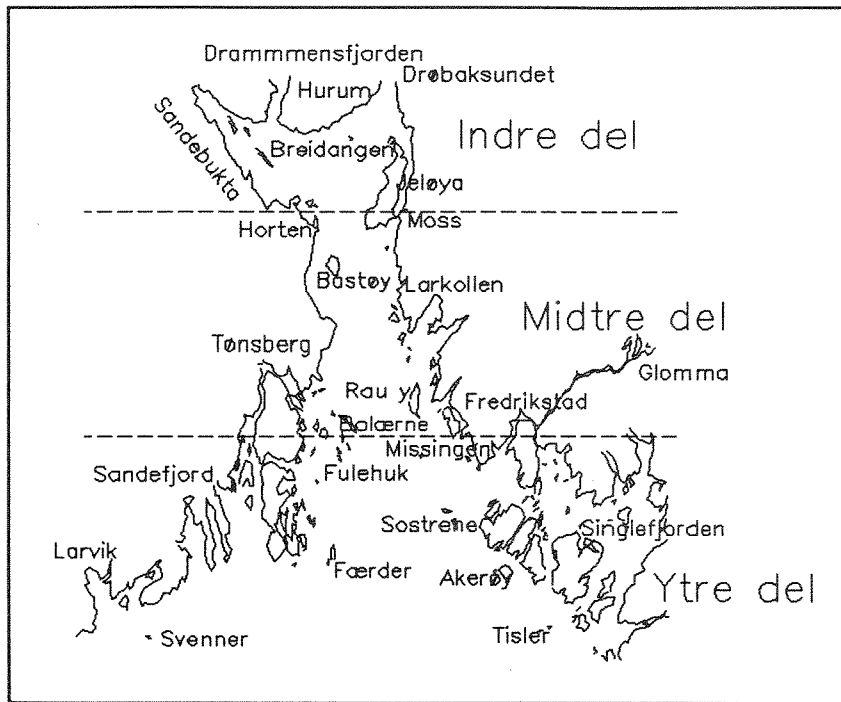 Drammmensfjorden
Drøbaksundet
Hurum
Sandebukta
Breidangen
Indre del
Jeløya
Horten
Moss
Bastøy
Larkollen
Midtre del
Tønsberg
Glomma
Rau y
Fredrikstad
Bolærne
Missingen
Sandefjord
Fulehuk
Sostrene
Singlefjorden
Larvik
Færder
Akerøy
Ytre del
Svenner
Tisler